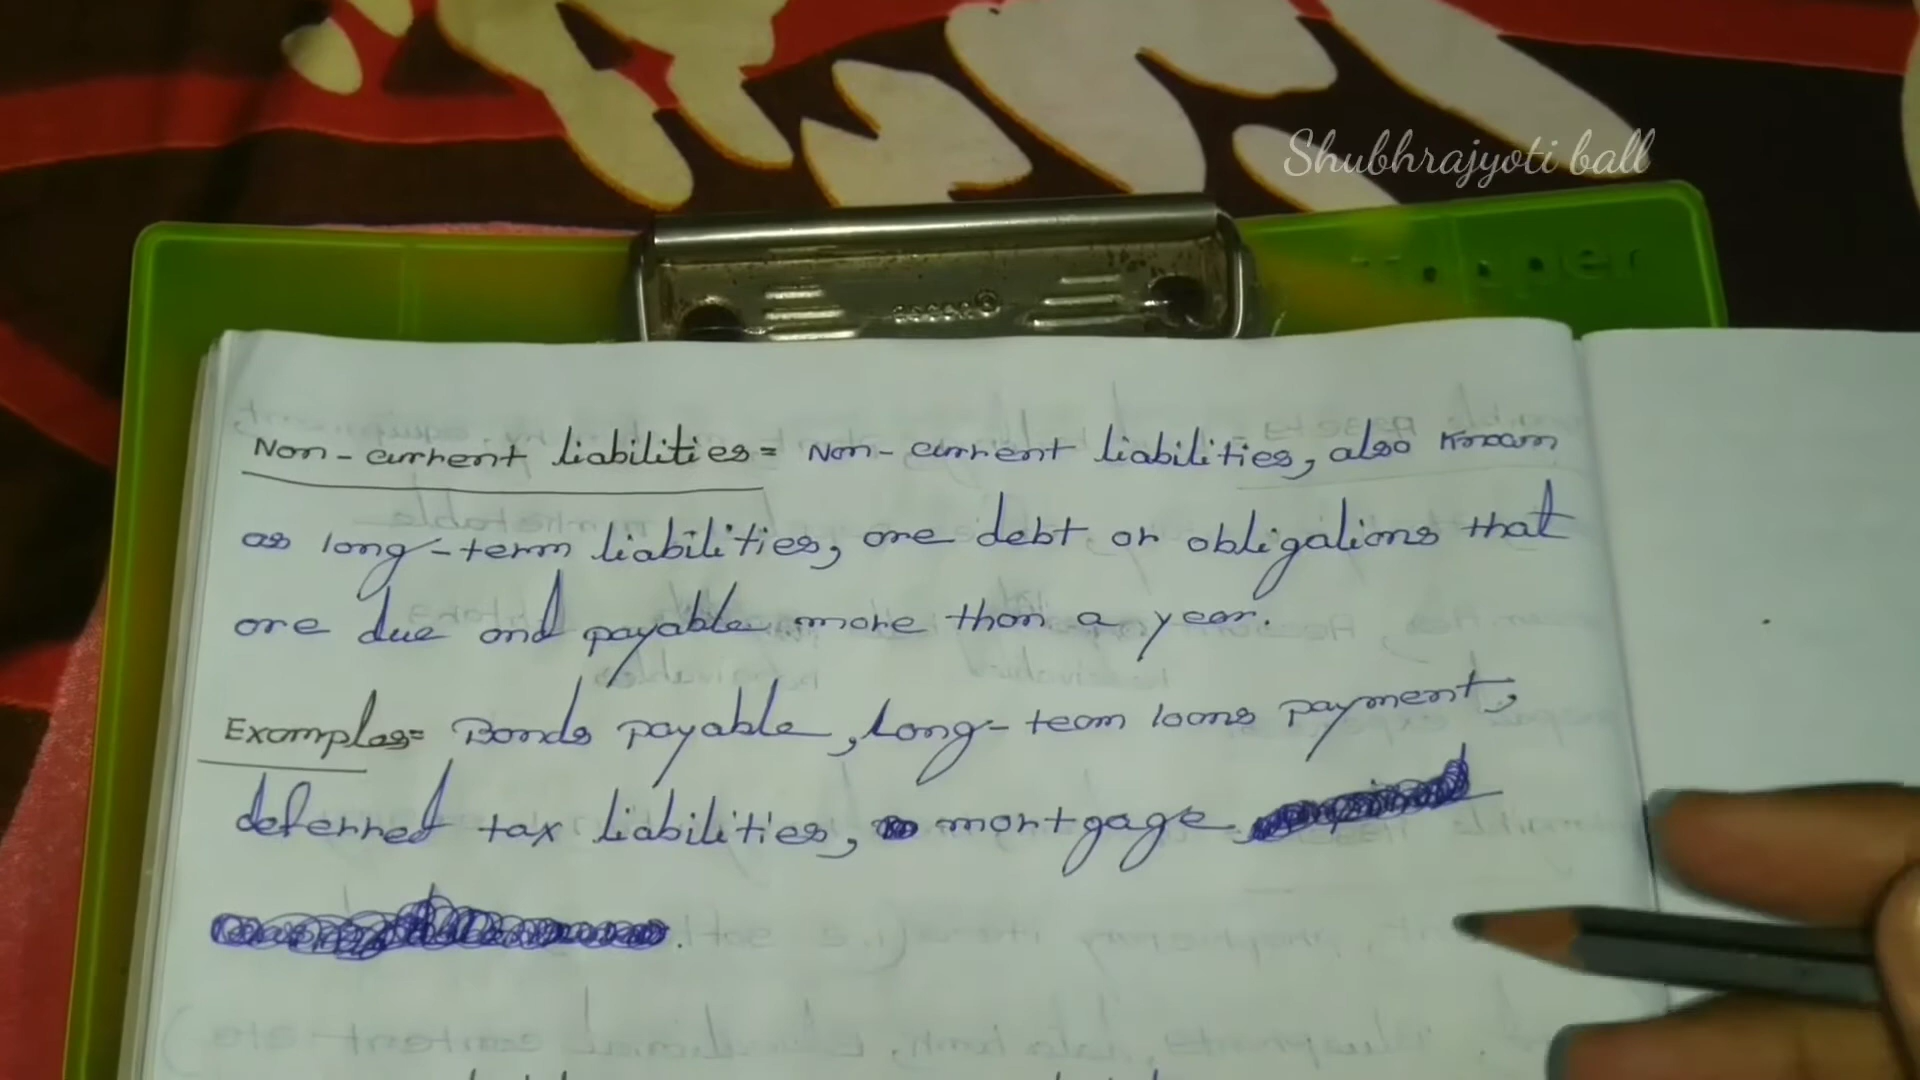 Shubhrajyoti ball
Non-current liabilities = Non-current liabilities, also known
as long-term liabilities, are debt or obligations that
are due and payable more than a year.
Examples= Bonds payable, Long-team loans payment,
deferred tax liabilities, mortgage